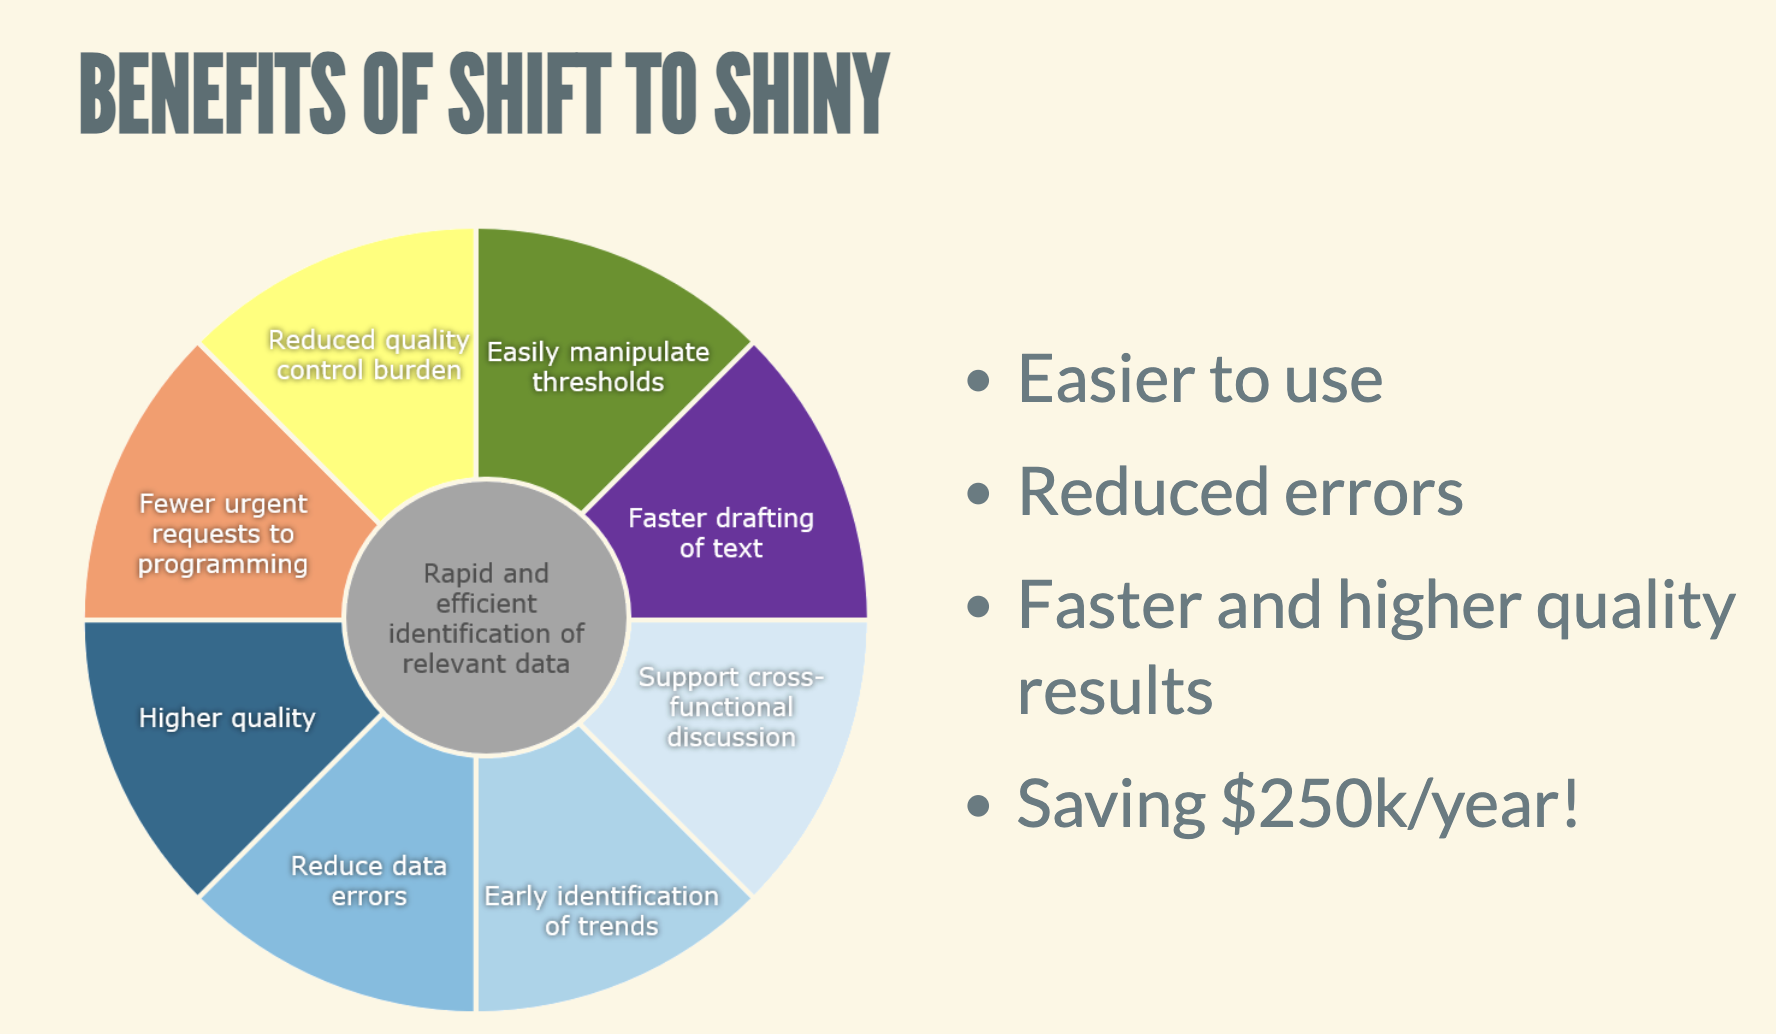 BENEFITS OF SHIFT TO SHINY
Reduced quality
control burden
Easily manipulate
thresholds
Faster drafting
of text
Support cross-
functional
discussion
Early identification
of trends
Reduce data
errors
Higher quality
Fewer urgent
requests to
programming
Rapid and
efficient
identification of
relevant data
• Easier to use
• Reduced errors
• Faster and higher quality
results
• Saving $250k/year!